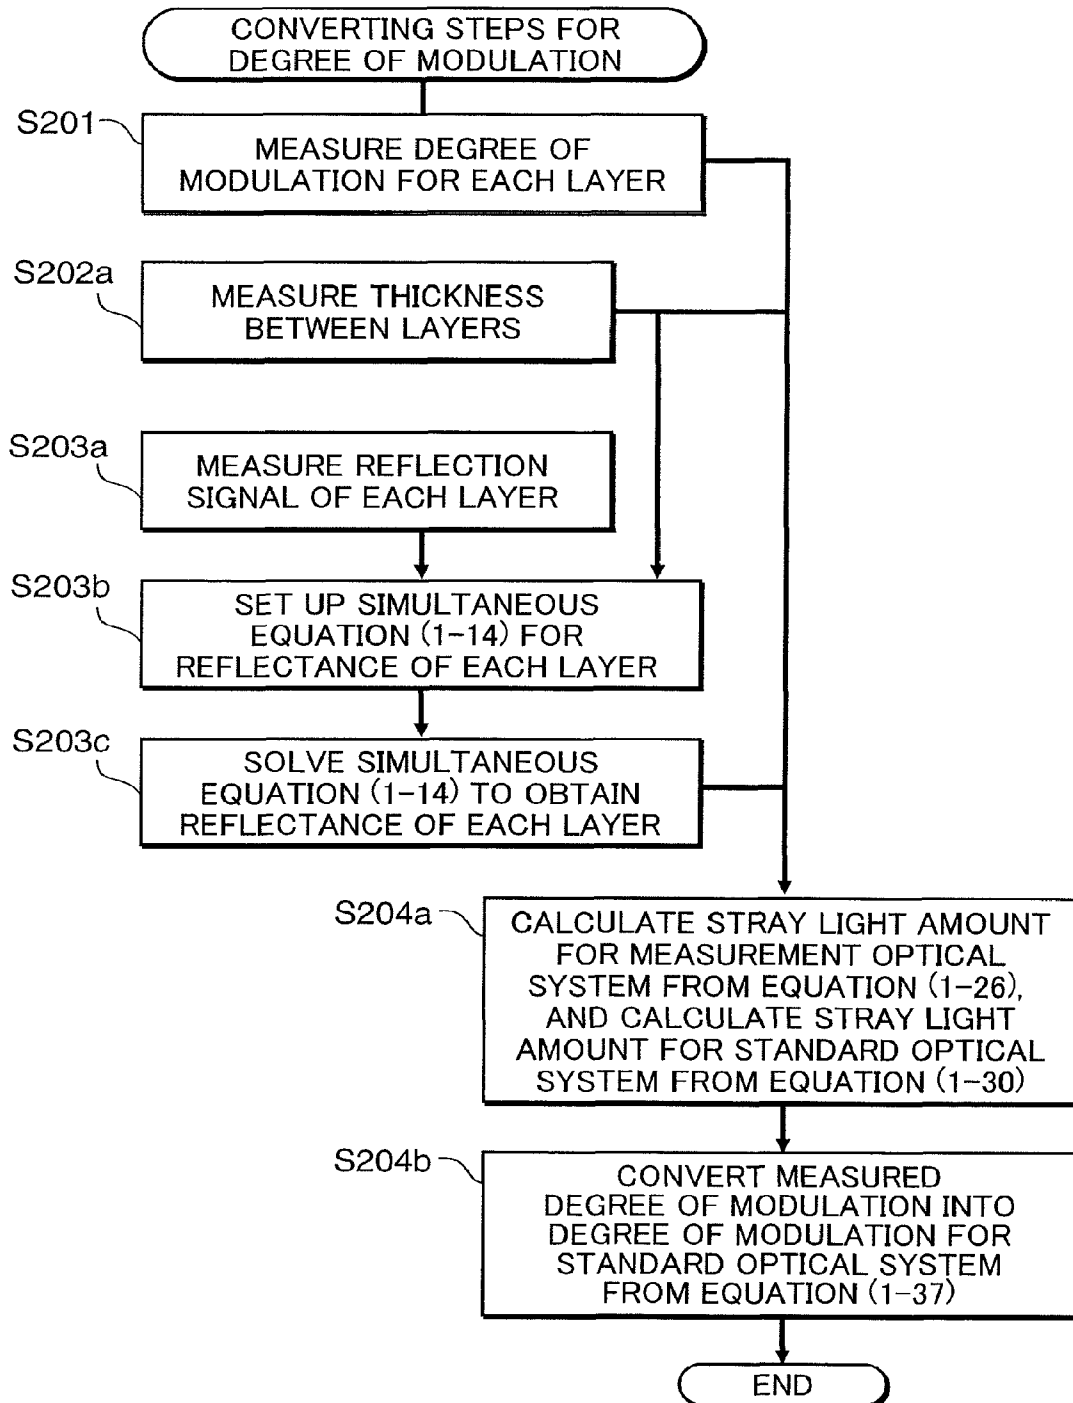 CONVERTING STEPS FOR
DEGREE OF MODULATION
S201
MEASURE DEGREE OF
MODULATION FOR EACH LAYER
S202a
MEASURE THICKNESS
BETWEEN LAYERS
S203a
MEASURE REFLECTION
SIGNAL OF EACH LAYER
S203b
SET UP SIMULTANEOUS
EQUATION (1-14) FOR
REFLECTANCE OF EACH LAYER
S203c
SOLVE SIMULTANEOUS
EQUATION (1-14) TO OBTAIN
REFLECTANCE OF EACH LAYER
S204a
CALCULATE STRAY LIGHT AMOUNT
FOR MEASUREMENT OPTICAL
SYSTEM FROM EQUATION (1-26),
AND CALCULATE STRAY LIGHT
AMOUNT FOR STANDARD OPTICAL
SYSTEM FROM EQUATION (1-30)
S204b
CONVERT MEASURED
DEGREE OF MODULATION INTO
DEGREE OF MODULATION FOR
STANDARD OPTICAL SYSTEM
FROM EQUATION (1-37)
END